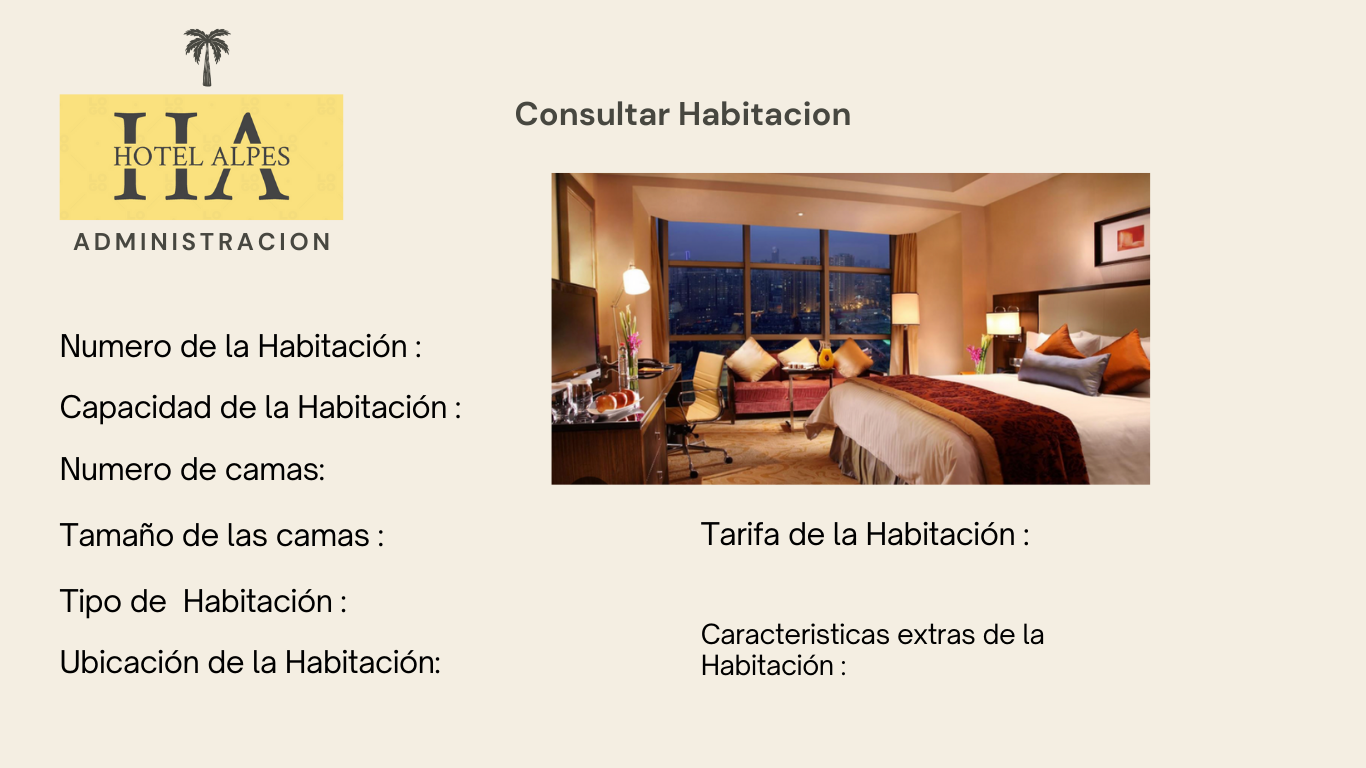 HA
HOTEL ALPES
ADMINISTRACION
Consultar Habitacion
Numero de la Habitación :
Capacidad de la Habitación :
Numero de camas:
Tamaño de las camas :
Tipo de  Habitación :
Ubicación de la Habitación:
Tarifa de la Habitación :
Caracteristicas extras de la
Habitación :